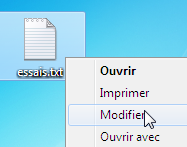 essais.txt
Ouvrir
Imprimer
Modifier
Ouvrir avec